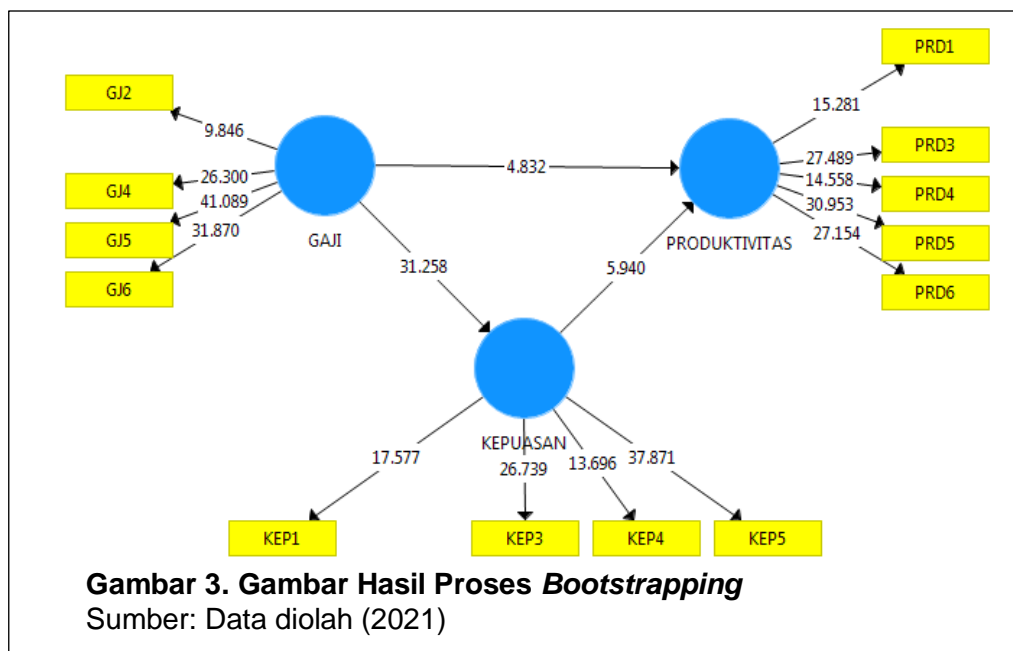 PRD1
GJ2
15.281
9.846
27.489
PRD3
GJ4
26.300
4.832
14.558
PRD4
41.089
30.953
GJ5
31.870
GAJI
PRODUKTIVITAS
27.154
PRD5
GJ6
31.258
5.940
PRD6
KEPUASAN
17.577
26.739
13.696
37.871
KEP1
KEP3
KEP4
KEP5
Gambar 3. Gambar Hasil Proses Bootstrapping
Sumber: Data diolah (2021)